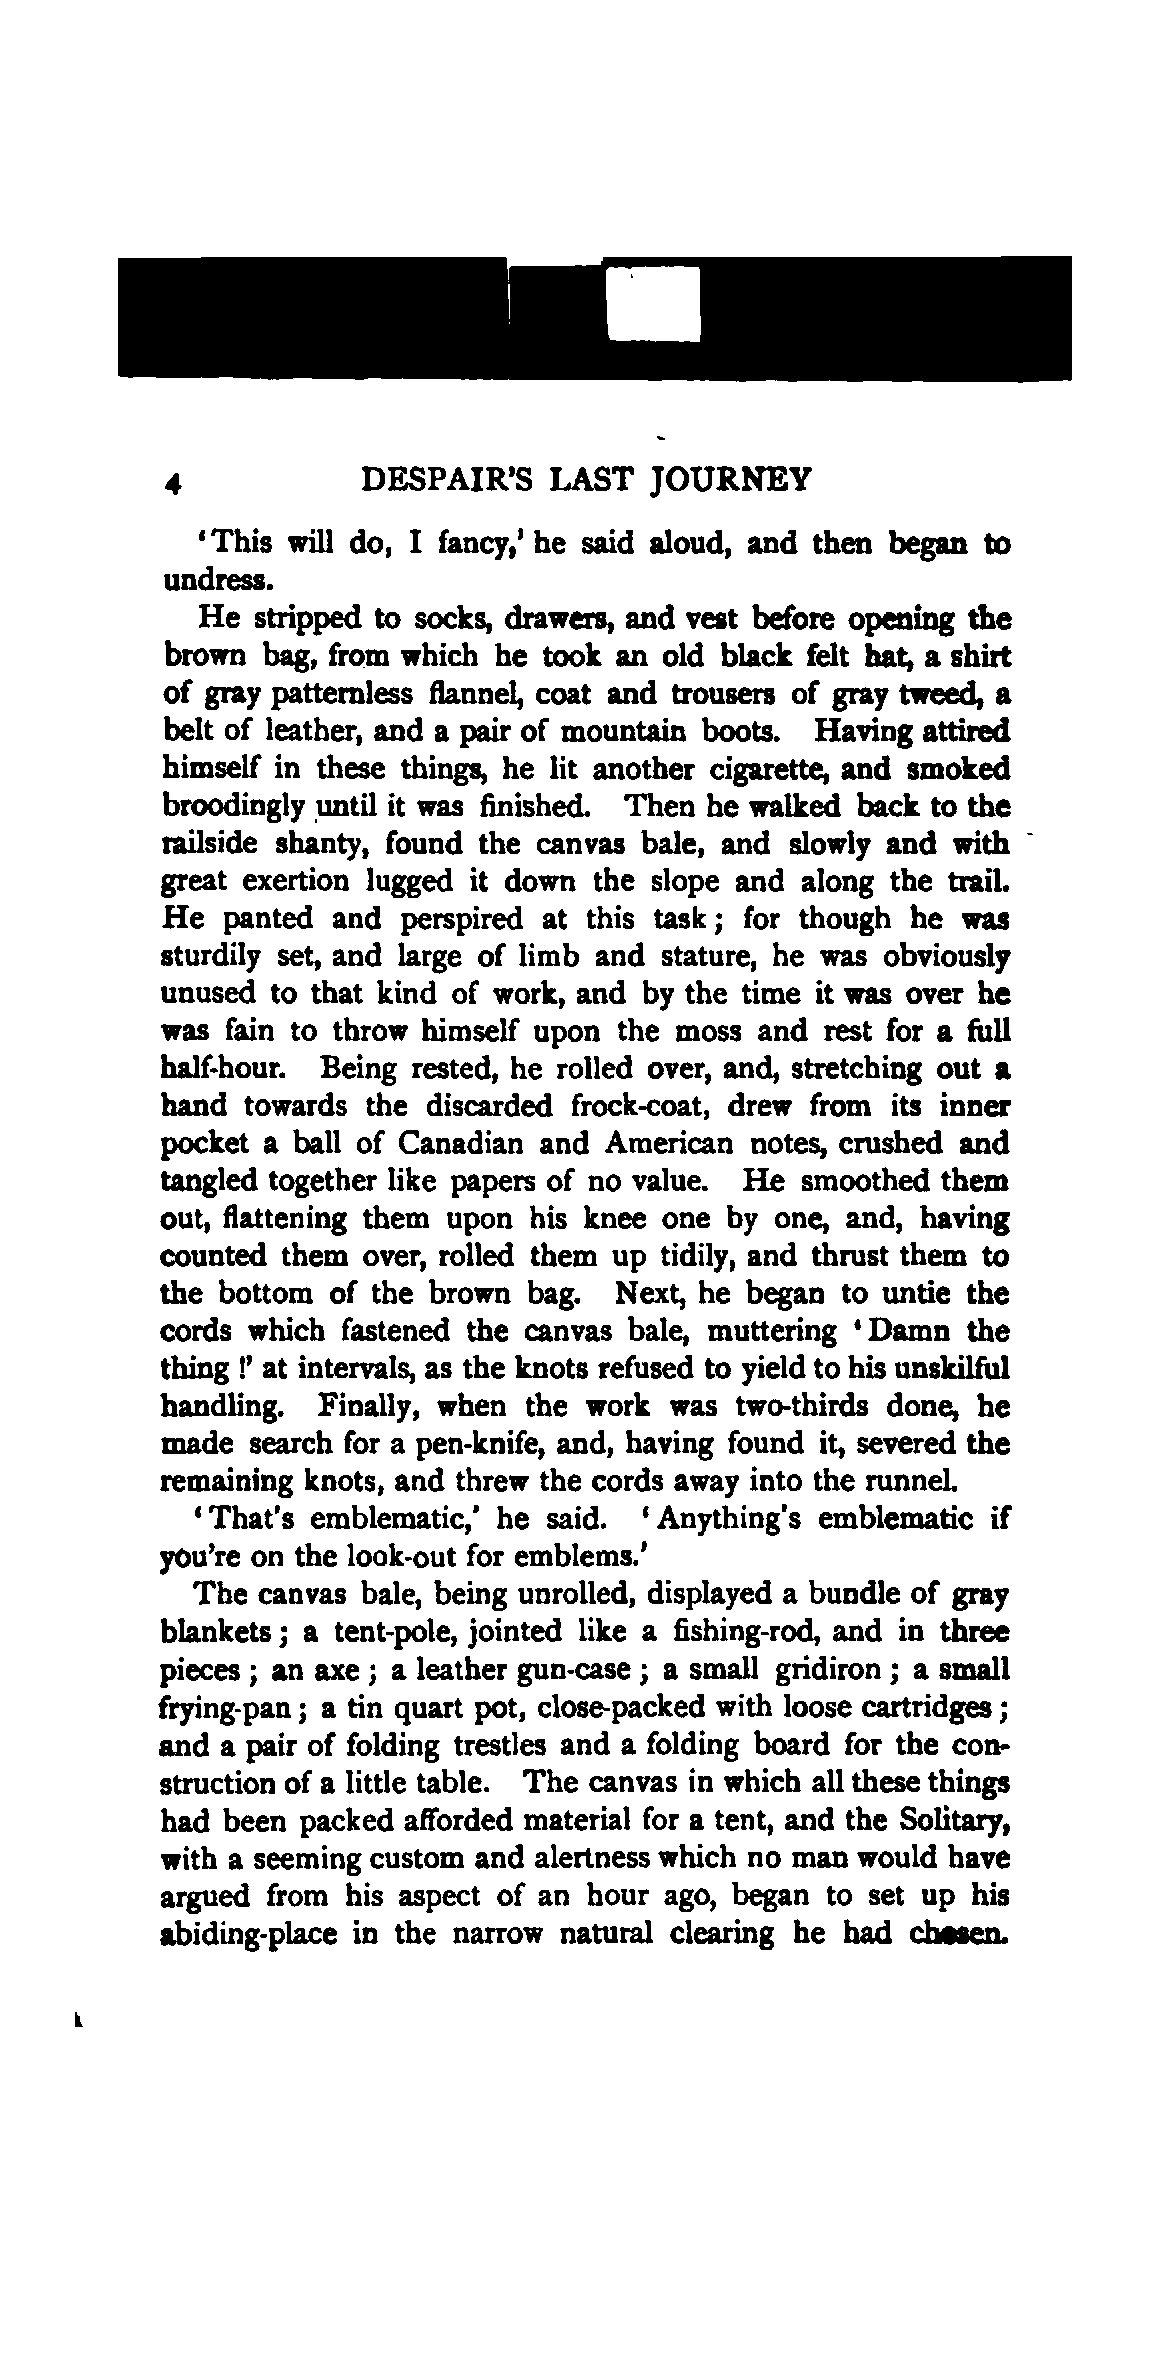 4 DESPAIR'S LAST JOURNEY
‘This will do, I fancy,’ he said aloud, and then began to
undress.
He stripped to socks, drawers, and vest before opening the
brown bag, from which he took an old black felt hat, a shirt
of gray patternless flannel, coat and trousers of gray tweed, a
belt of leather, and a pair of mountain boots. Having attired
himself in these things, he lit another cigarette, and smoked
broodingly until it was finished. Then he walked back to the
railside shanty, found the canvas bale, and slowly and with
great exertion lugged it down the slope and along the trail.
He panted and perspired at this task; for though he was
sturdily set, and large of limb and stature, he was obviously
unused to that kind of work, and by the time it was over he
was fain to throw himself upon the moss and rest for a full
half-hour. Being rested, he rolled over, and, stretching out a
hand towards the discarded frock-coat, drew from its inner
pocket a ball of Canadian and American notes, crushed and
tangled together like papers of no value. He smoothed them
out, flattening them upon his knee one by one, and, having
counted them over, rolled them up tidily, and thrust them to
the bottom of the brown bag. Next, he began to untie the
cords which fastened the canvas bale, muttering ‘Damn the
thing!’ at intervals, as the knots refused to yield to his unskilful
handling. Finally, when the work was two-thirds done, he
made search for a pen-knife, and, having found it, severed the
remaining knots, and threw the cords away into the runnel.
‘That's emblematic,’ he said. ‘Anything's emblematic if
you're on the look-out for emblems.’
The canvas bale, being unrolled, displayed a bundle of gray
blankets; a tent-pole, jointed like a fishing-rod, and in three
pieces; an axe; a leather gun-case; a small gridiron; a small
frying-pan; a tin quart pot, close-packed with loose cartridges;
and a pair of folding trestles and a folding board for the con-
struction of a little table. The canvas in which all these things
had been packed afforded material for a tent, and the Solitary,
with a seeming custom and alertness which no man would have
argued from his aspect of an hour ago, began to set up his
abiding-place in the narrow natural clearing he had chosen.